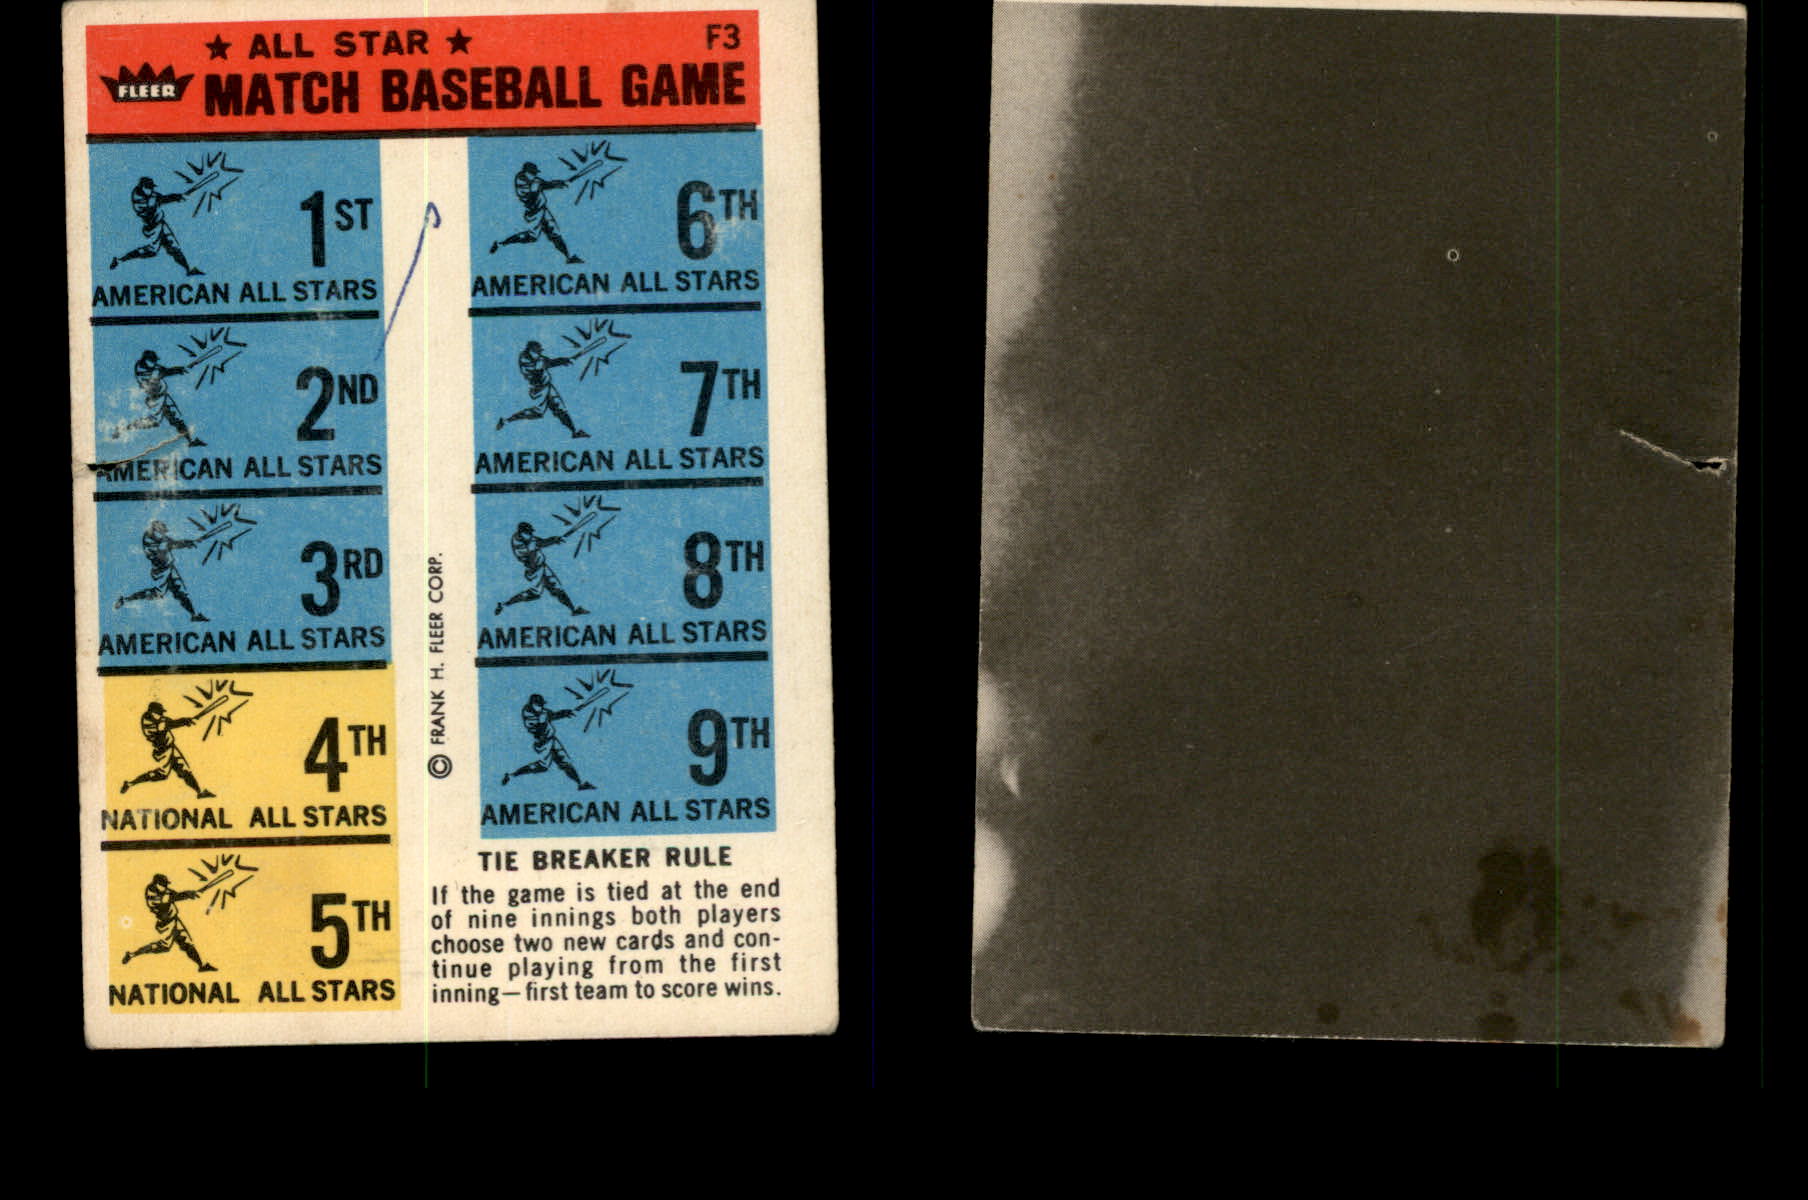 ★ ALL STAR ★
F3
FLEER
MATCH BASEBALL GAME
1ST
AMERICAN ALL STARS
2ND
AMERICAN ALL STARS
3RD
AMERICAN ALL STARS
4TH
NATIONAL ALL STARS
5TH
NATIONAL ALL STARS
© FRANK H. FLEER CORP.
6TH
AMERICAN ALL STARS
7TH
AMERICAN ALL STARS
8TH
AMERICAN ALL STARS
9TH
AMERICAN ALL STARS
TIE BREAKER RULE
If the game is tied at the end
of nine innings both players
choose two new cards and con-
tinue playing from the first
inning—first team to score wins.